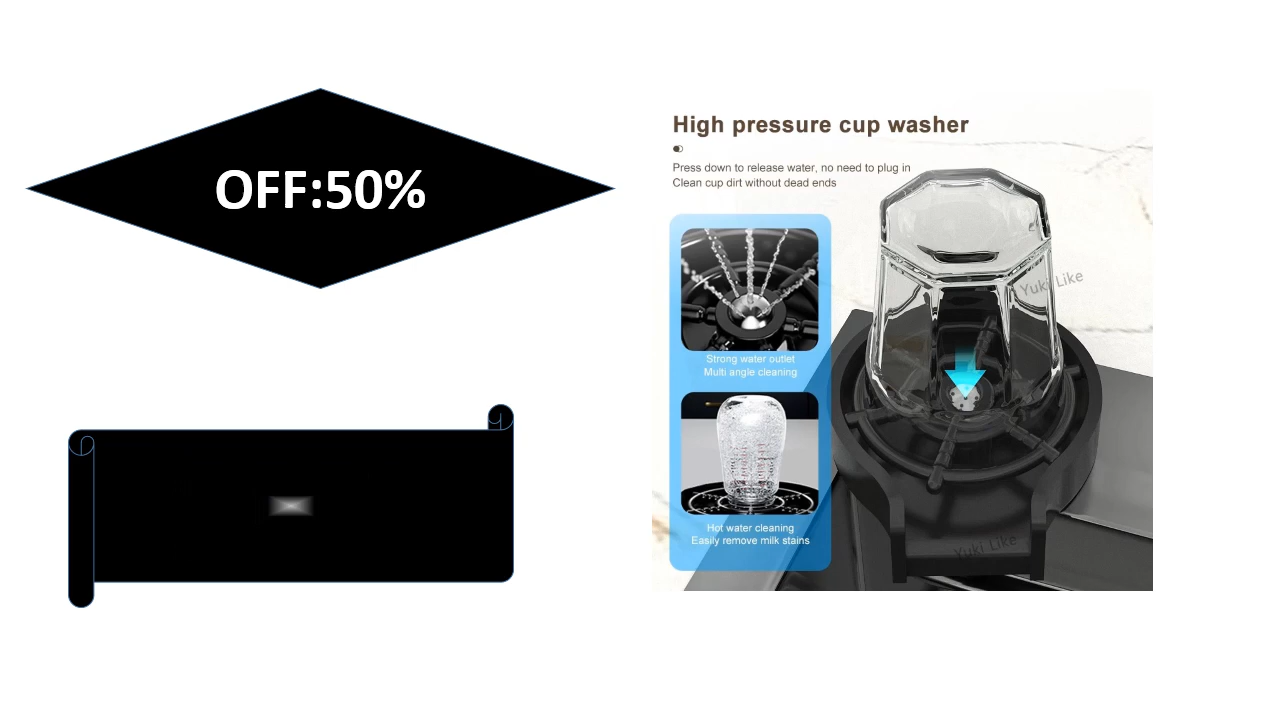 OFF:50%
High pressure cup washer
Press down to release water, no need to plug in
Clean cup dirt without dead ends
Yuki Like
Strong water outlet
Multi angle cleaning
Hot water cleaning
Easily remove milk stains
Yuki Like